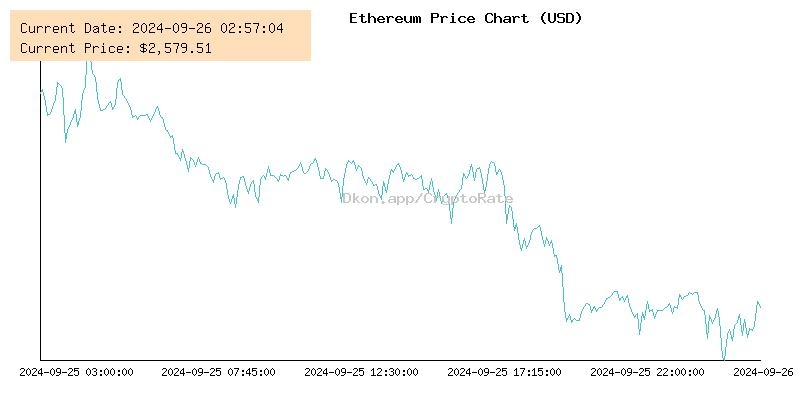 Ethereum Price Chart (USD)
Current Date: 2024-09-26 02:57:04
Current Price: $2,579.51
Dkon.app/CryptoRate
2024-09-25 03:00:00 2024-09-25 07:45:00 2024-09-25 12:30:00 2024-09-25 17:15:00 2024-09-25 22:00:00 2024-09-26